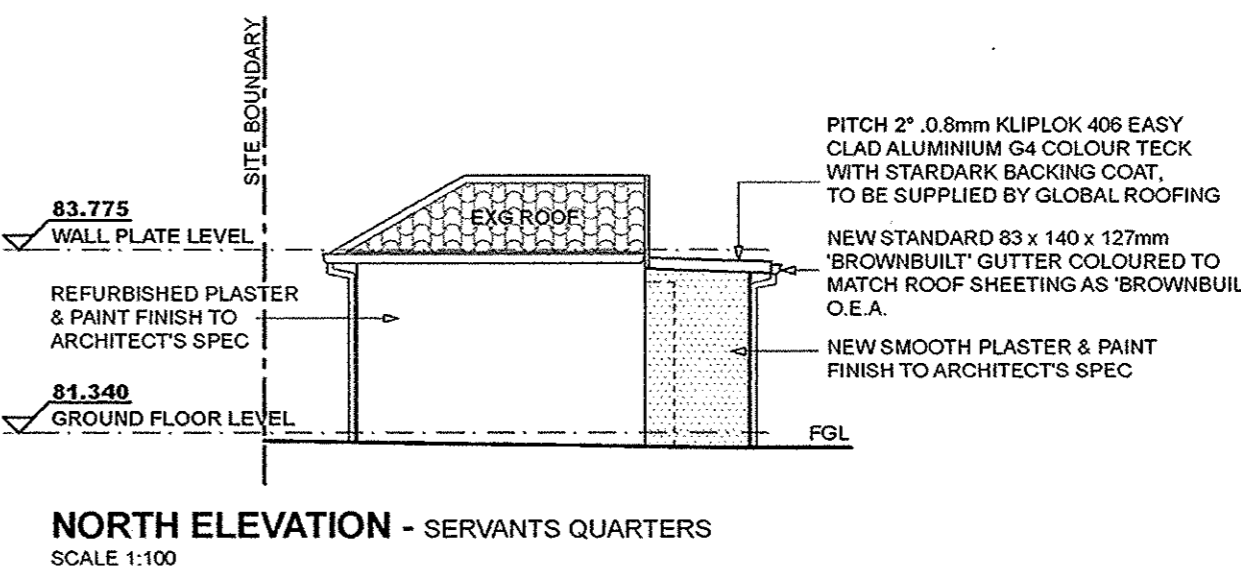 SITE BOUNDARY
PITCH 2° .0.8mm KLIPLOK 406 EASY
CLAD ALUMINIUM G4 COLOUR TECK
WITH STARDARK BACKING COAT,
TO BE SUPPLIED BY GLOBAL ROOFING
83.775
WALL PLATE LEVEL
EXG ROOF
NEW STANDARD 83 x 140 x 127mm
'BROWNBUILT' GUTTER COLOURED TO
MATCH ROOF SHEETING AS 'BROWNBUIL
O.E.A.
REFURBISHED PLASTER
& PAINT FINISH TO
ARCHITECT'S SPEC
NEW SMOOTH PLASTER & PAINT
FINISH TO ARCHITECT'S SPEC
81.340
GROUND FLOOR LEVEL
FGL
NORTH ELEVATION - SERVANTS QUARTERS
SCALE 1:100